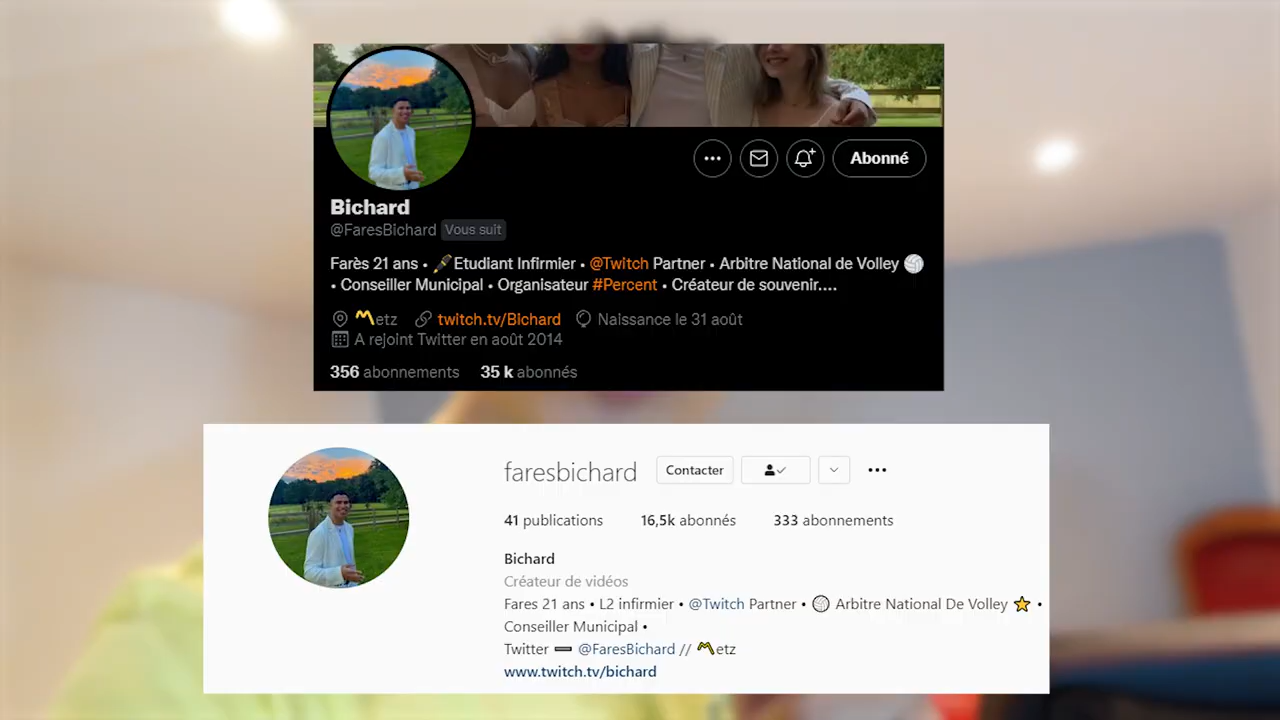 Abonné
Bichard
@FaresBichard Vous suit
Farès 21 ans • Etudiant Infirmier • @Twitch Partner • Arbitre National de Volley
• Conseiller Municipal • Organisateur #Percent • Créateur de souvenir....
etz twitch.tv/Bichard Naissance le 31 août
A rejoint Twitter en août 2014
356 abonnements 35 k abonnés
faresbichard Contacter
41 publications 16,5k abonnés 333 abonnements
Bichard
Créateur de vidéos
Fares 21 ans • L2 infirmier • @Twitch Partner • Arbitre National De Volley •
Conseiller Municipal •
Twitter @FaresBichard // etz
www.twitch.tv/bichard